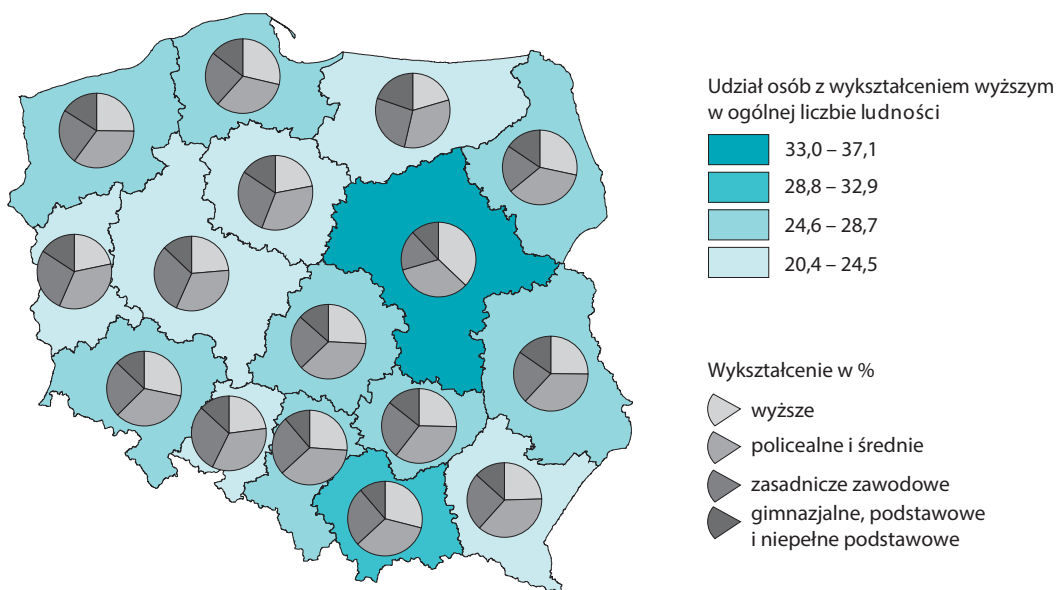 Udział osób z wykształceniem wyższym
w ogólnej liczbie ludności
33,0 – 37,1
28,8 – 32,9
24,6 – 28,7
20,4 – 24,5
Wykształcenie w %
wyższe
policealne i średnie
zasadnicze zawodowe
gimnazjalne, podstawowe
i niepełne podstawowe